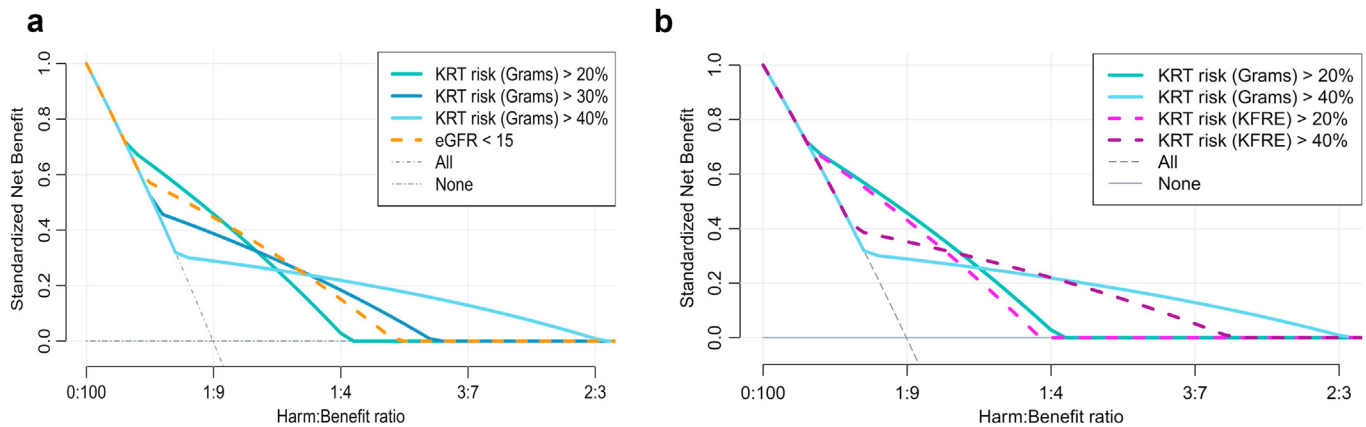 a
Standardized Net Benefit
1.0
0.8
0.6
0.4
0.2
0.0
KRT risk (Grams) > 20%
KRT risk (Grams) > 30%
KRT risk (Grams) > 40%
eGFR < 15
All
None
0:100
1:9
1:4
3:7
2:3
Harm:Benefit ratio
b
Standardized Net Benefit
1.0
0.8
0.6
0.4
0.2
0.0
KRT risk (Grams) > 20%
KRT risk (Grams) > 40%
KRT risk (KFRE) > 20%
KRT risk (KFRE) > 40%
All
None
0:100
1:9
1:4
3:7
2:3
Harm:Benefit ratio